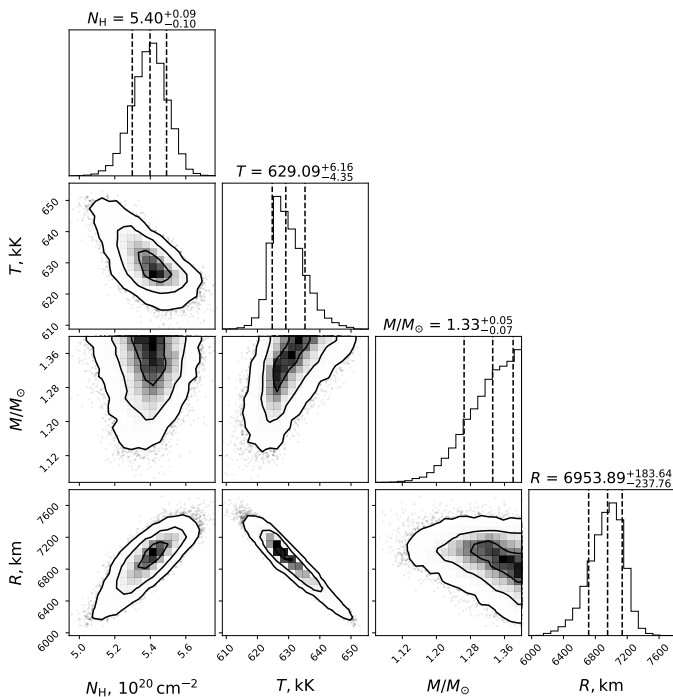 N_H = 5.40^{+0.09}_{-0.10}
T = 629.09^{+6.16}_{-4.35}
T, kK
650
640
630
620
610
M/M_☉ = 1.33^{+0.05}_{-0.07}
M/M_☉
1.36
1.28
1.20
1.12
R = 6953.89^{+183.64}_{-237.76}
R, km
7600
7200
6800
6400
6000
5.0 5.2 5.4 5.6
610 620 630 640 650
1.12 1.20 1.28 1.36
6000 6400 6800 7200 7600
N_H, 10^{20} cm^{−2} T, kK M/M_☉ R, km